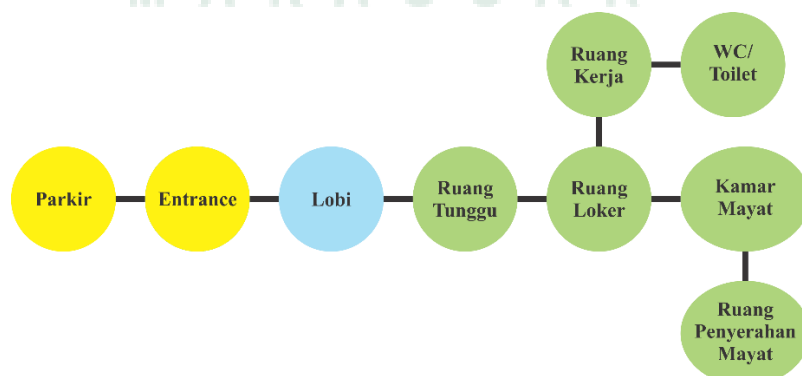 Ruang
Kerja
WC/
Toilet
Parkir
Entrance
Lobi
Ruang
Tunggu
Ruang
Loker
Kamar
Mayat
Ruang
Penyerahan
Mayat